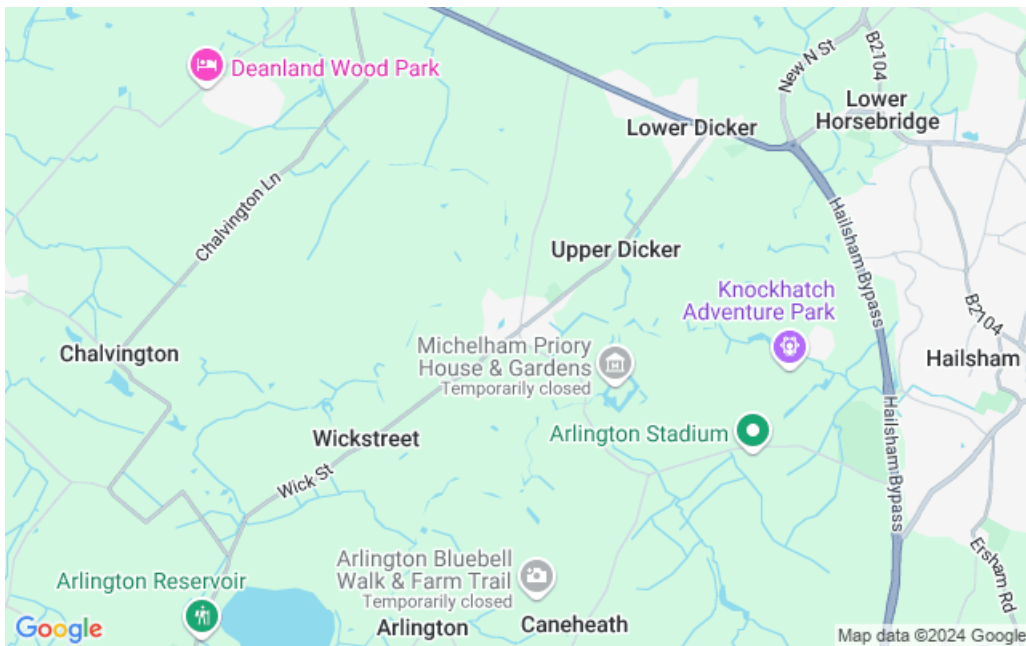 New N St
B2104
Deanland Wood Park
Lower
Horsebridge
Lower Dicker
Chalvington Ln
Hailsham Bypass
Upper Dicker
Knockhatch
Adventure Park
B2104
Chalvington
Michelham Priory
House & Gardens
Temporarily closed
Hailsham
Wickstreet
Arlington Stadium
Hailsham Bypass
Wick St
Arlington Bluebell
Walk & Farm Trail
Temporarily closed
Arlington Reservoir
Ersham Rd
Arlington
Caneheath
Google
Map data ©2024 Google